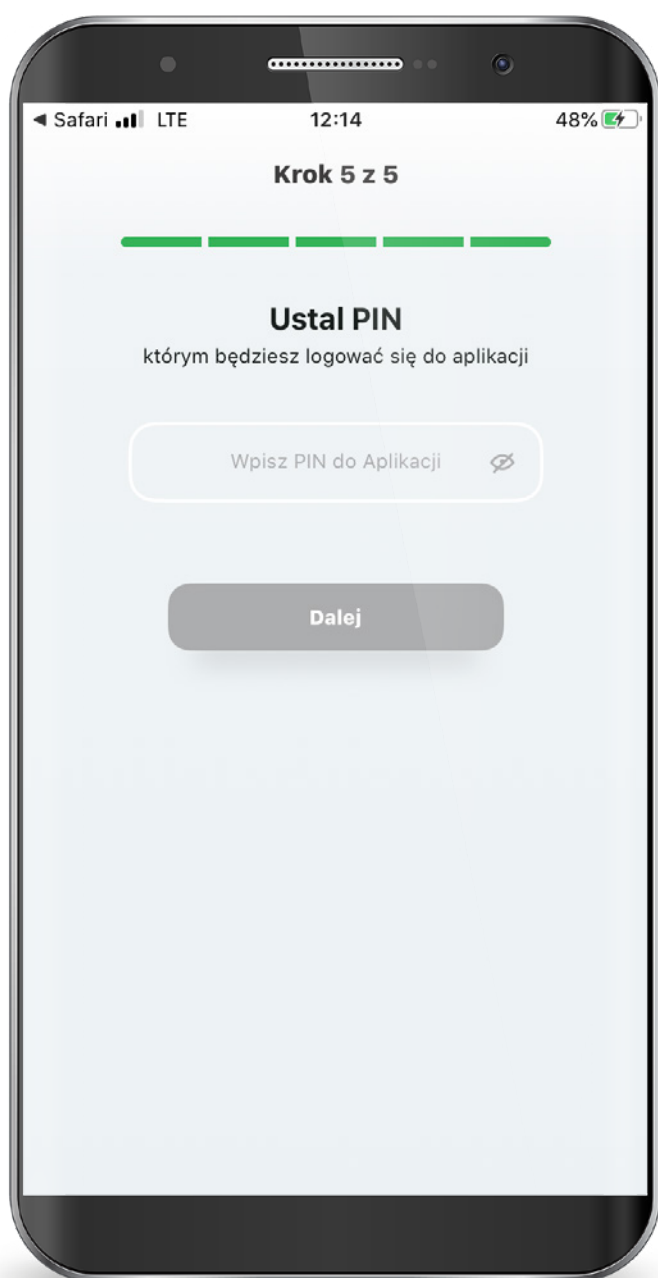 ◀ Safari LTE 12:14 48%
Krok 5 z 5
Ustal PIN
którym będziesz logować się do aplikacji
Wpisz PIN do Aplikacji
Dalej